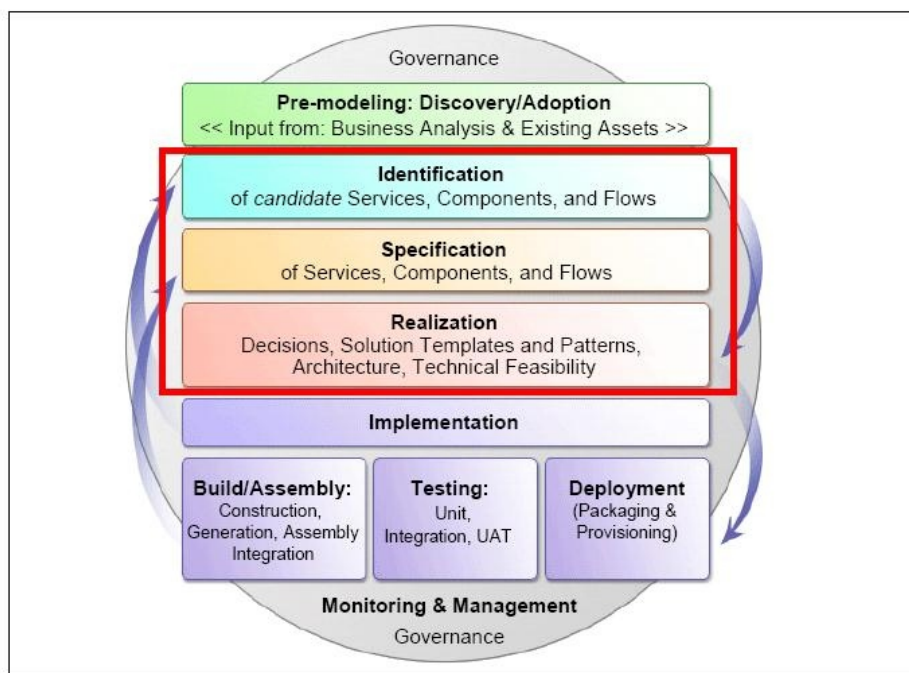 Governance
Pre-modeling: Discovery/Adoption
<< Input from: Business Analysis & Existing Assets >>
Identification
of candidate Services, Components, and Flows
Specification
of Services, Components, and Flows
Realization
Decisions, Solution Templates and Patterns,
Architecture, Technical Feasibility
Implementation
Build/Assembly:
Construction,
Generation, Assembly
Integration
Testing:
Unit,
Integration, UAT
Deployment
(Packaging &
Provisioning)
Monitoring & Management
Governance